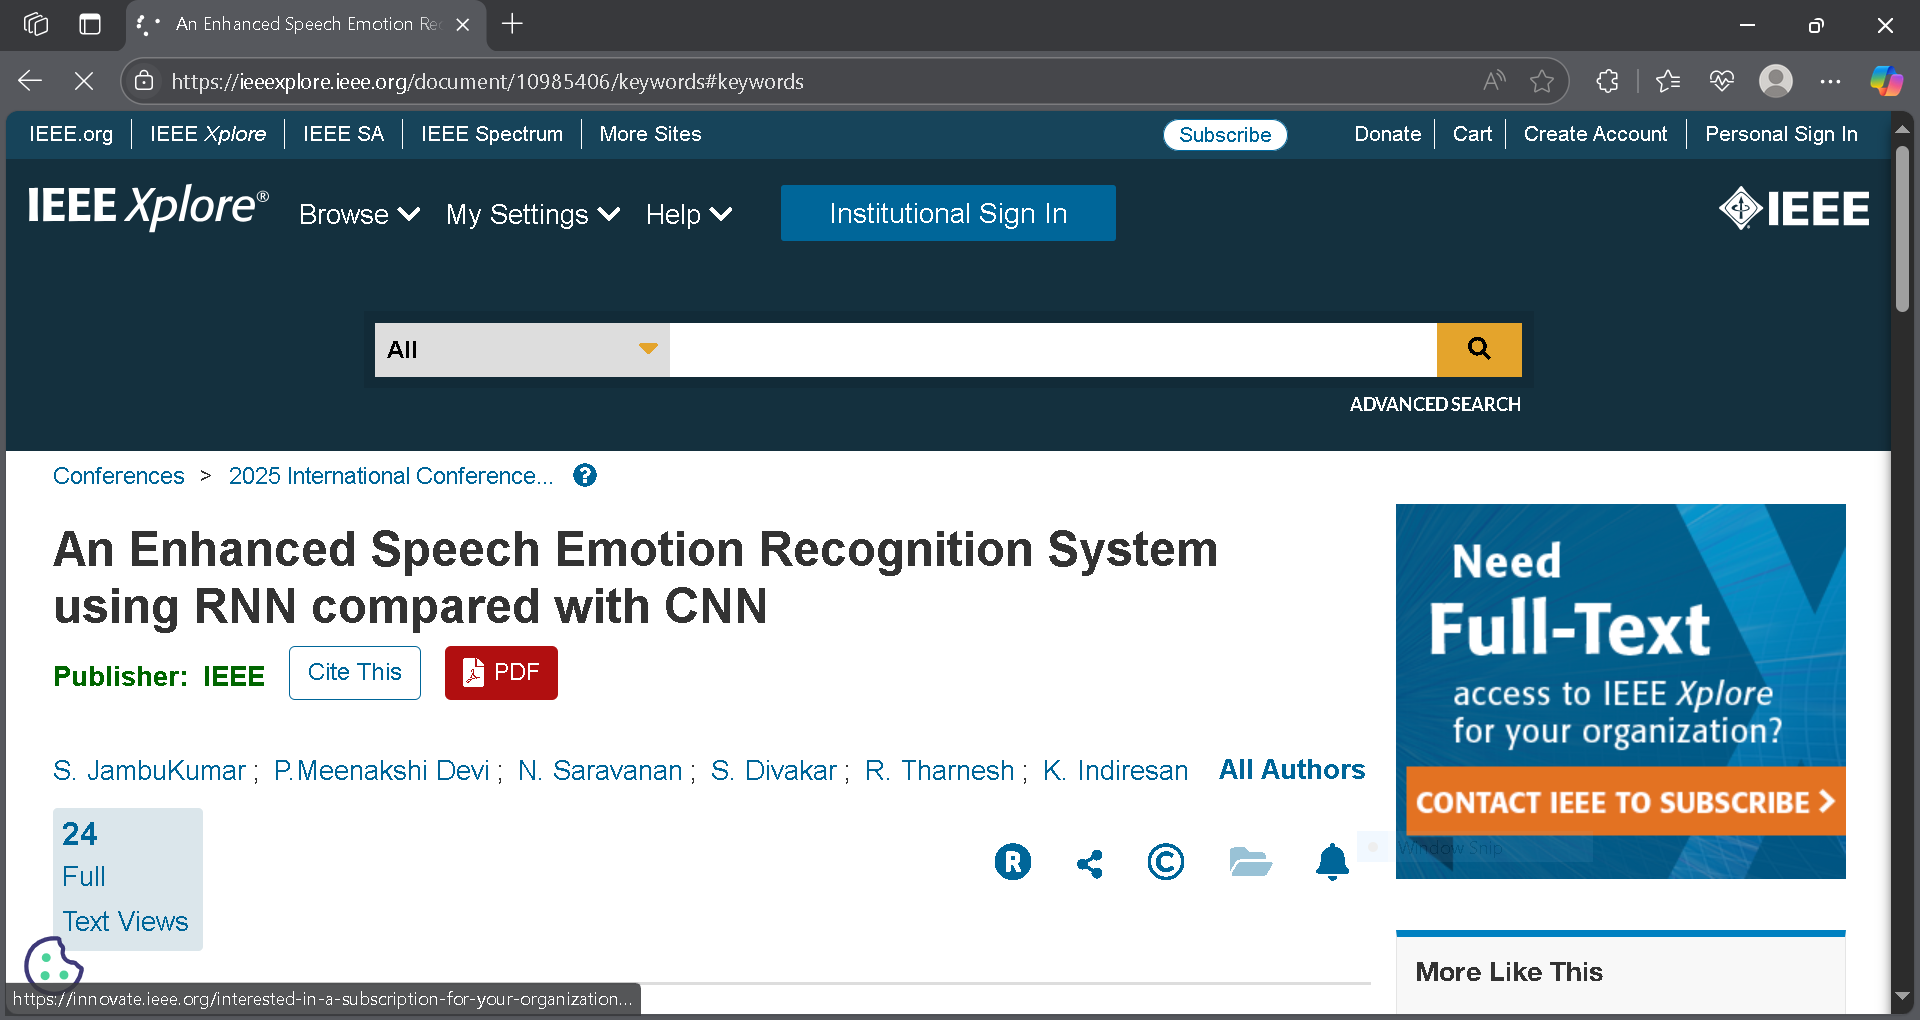 An Enhanced Speech Emotion Rec
https://ieeexplore.ieee.org/document/10985406/keywords#keywords
IEEE.org IEEE Xplore IEEE SA IEEE Spectrum More Sites Subscribe Donate Cart Create Account Personal Sign In
IEEE Xplore® Browse My Settings Help Institutional Sign In IEEE
All
ADVANCED SEARCH
Conferences > 2025 International Conference... ?
An Enhanced Speech Emotion Recognition System
using RNN compared with CNN
Publisher: IEEE Cite This PDF
S. JambuKumar ; P.Meenakshi Devi ; N. Saravanan ; S. Divakar ; R. Tharnesh ; K. Indiresan All Authors
24
Full
Text Views
R ©
Need
Full-Text
access to IEEE Xplore
for your organization?
CONTACT IEEE TO SUBSCRIBE >
Window Snip
More Like This
https://innovate.ieee.org/interested-in-a-subscription-for-your-organization...